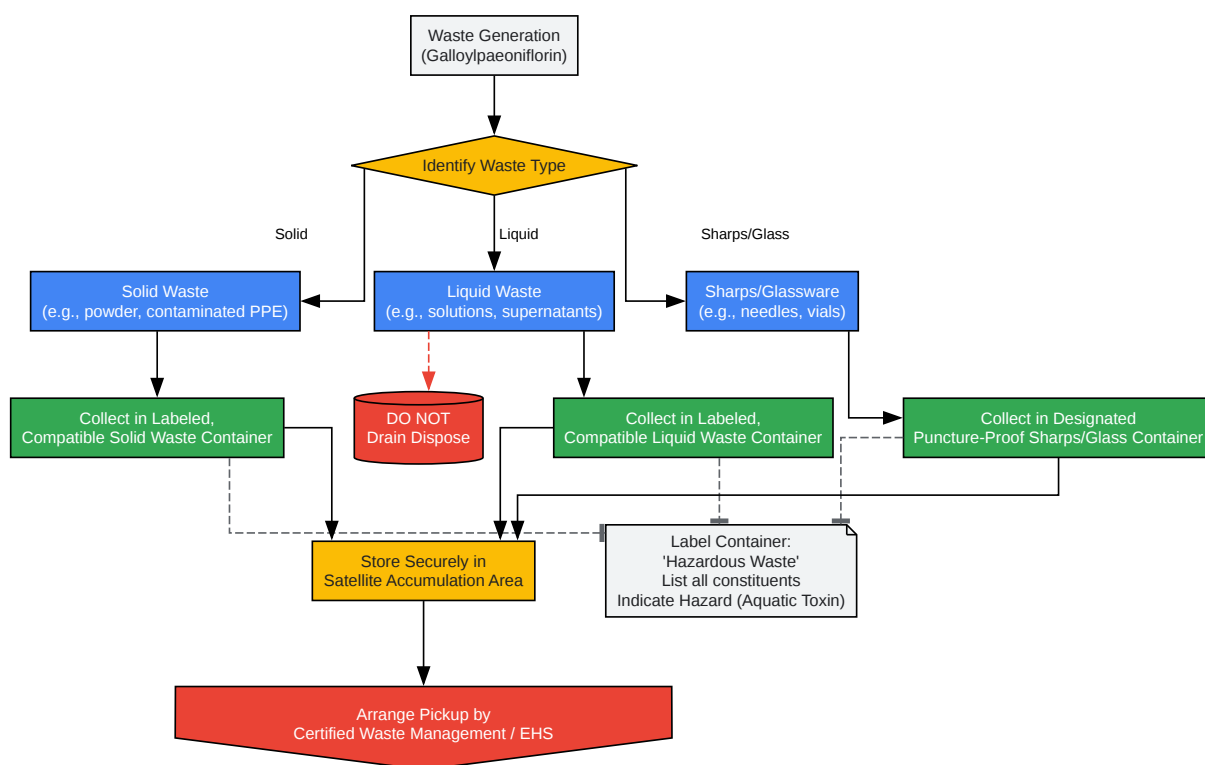 Waste Generation
(Galloylpaeoniflorin)
Identify Waste Type
Solid
Liquid
Sharps/Glass
Solid Waste
(e.g., powder, contaminated PPE)
Liquid Waste
(e.g., solutions, supernatants)
Sharps/Glassware
(e.g., needles, vials)
Collect in Labeled,
Compatible Solid Waste Container
DO NOT
Drain Dispose
Collect in Labeled,
Compatible Liquid Waste Container
Collect in Designated
Puncture-Proof Sharps/Glass Container
Store Securely in
Satellite Accumulation Area
Label Container:
'Hazardous Waste'
List all constituents
Indicate Hazard (Aquatic Toxin)
Arrange Pickup by
Certified Waste Management / EHS